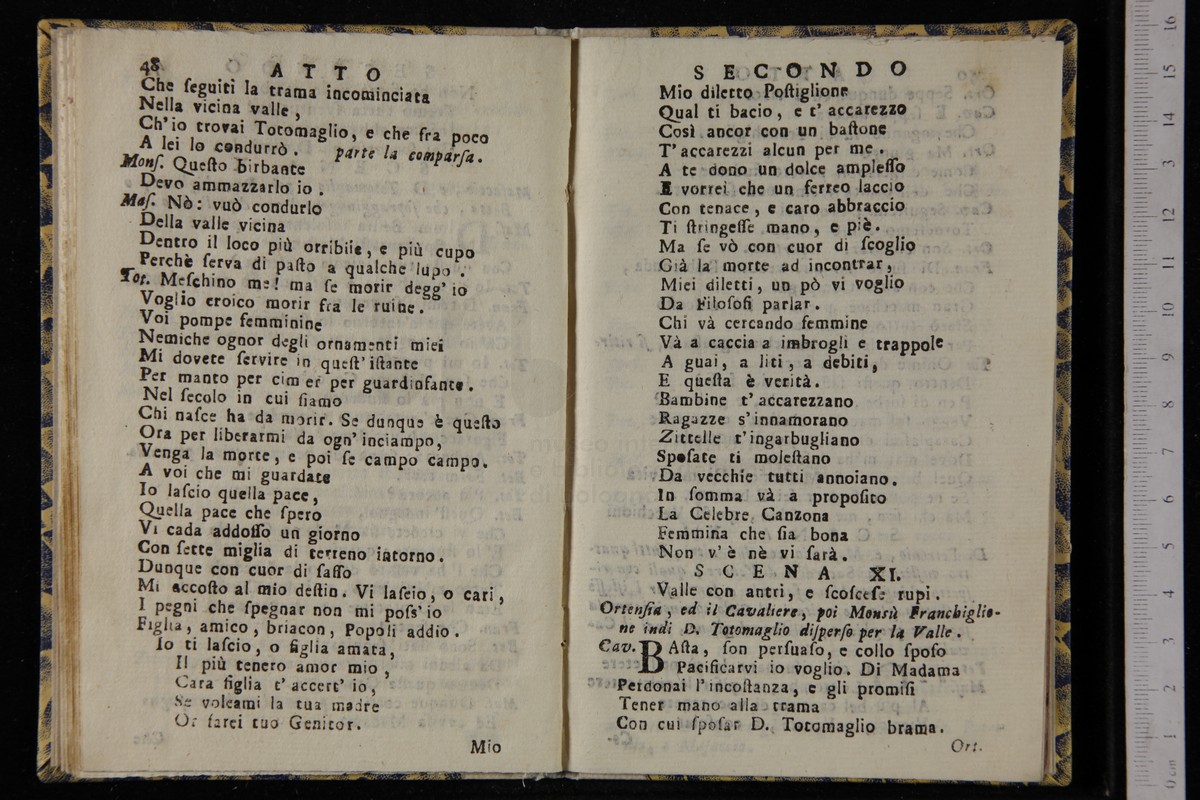 48 ATTO
Che ſeguiti la trama incominciata
Nella vicina valle,
Ch'io trovai Totomaglio, e che fra poco
A lei lo condurrò. parte la comparſa.
Monſ. Queſto birbante
Devo ammazzarlo io.
Maſ. Nò: vuò condurlo
Della valle vicina
Dentro il loco più orribile, e più cupo
Perchè ſerva di paſto a qualche lupo.
Tot. Meſchino me! ma ſe morir degg' io
Voglio eroico morir fra le ruine.
Voi pompe femminine
Nemiche ognor degli ornamenti miei
Mi dovete ſervire in queſt' iſtante
Per manto per cimier per guardinfante.
Nel ſecolo in cui ſiamo
Chi naſce ha da morir. Se dunque è queſto
Ora per liberarmi da ogn' inciampo,
Venga la morte, e poi ſe campo campo.
A voi che mi guardate
Io laſcio quella pace,
Quella pace che ſpero
Vi cada addoſſo un giorno
Con ſette miglia di terreno intorno.
Dunque con cuor di ſaſſo
Mi accoſto al mio deſtin. Vi laſcio, o cari,
I pegni che ſpegnar non mi poſs' io
Figlia, amico, briacon, Popoli addio.
Io ti laſcio, o figlia amata,
Il più tenero amor mio,
Cara figlia t' accert' io,
Se voleami la tua madre
Or ſarei tuo Genitor.
Mio
SECONDO
Mio diletto Poſtiglione
Qual ti bacio, e t' accarezzo
Così ancor con un baſtone
T' accarezzi alcun per me.
A te dono un dolce ampleſſo
E vorrei che un ferreo laccio
Con tenace, e caro abbraccio
Ti ſtringeſſe mano, e piè.
Ma ſe vò con cuor di ſcoglio
Già la morte ad incontrar,
Miei diletti, un pò vi voglio
Da Filoſofi parlar.
Chi và cercando femmine
Và a caccia a imbrogli e trappole
A guai, a liti, a debiti,
E queſta è verità.
Bambine t' accarezzano
Ragazze s' innamorano
Zittelle t' ingarbugliano
Spoſate ti moleſtano
Da vecchie tutti annoiano.
In ſomma và a propoſito
La Celebre Canzona
Femmina che ſia bona
Non v' è nè vi ſarà.
SCENA XI.
Valle con antri, e ſcoſceſe rupi.
Ortenſia, ed il Cavaliere, poi Monsù Franchiglio-
ne indi D. Totomaglio diſperſo per la Valle.
Cav. BAſta, ſon perſuaſo, e collo ſpoſo
Pacificarvi io voglio. Di Madama
Perdonai l' incoſtanza, e gli promiſi
Tener mano alla trama
Con cui ſpoſar D. Totomaglio brama.
Ort.